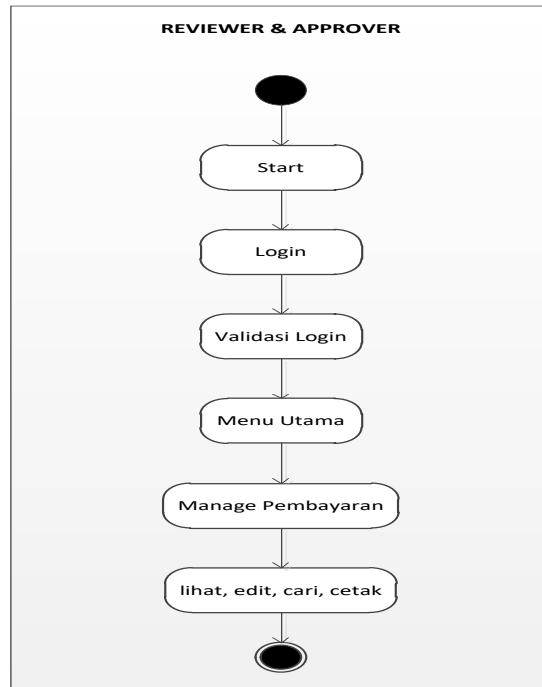 REVIEWER & APPROVER
Start
Login
Validasi Login
Menu Utama
Manage Pembayaran
lihat, edit, cari, cetak